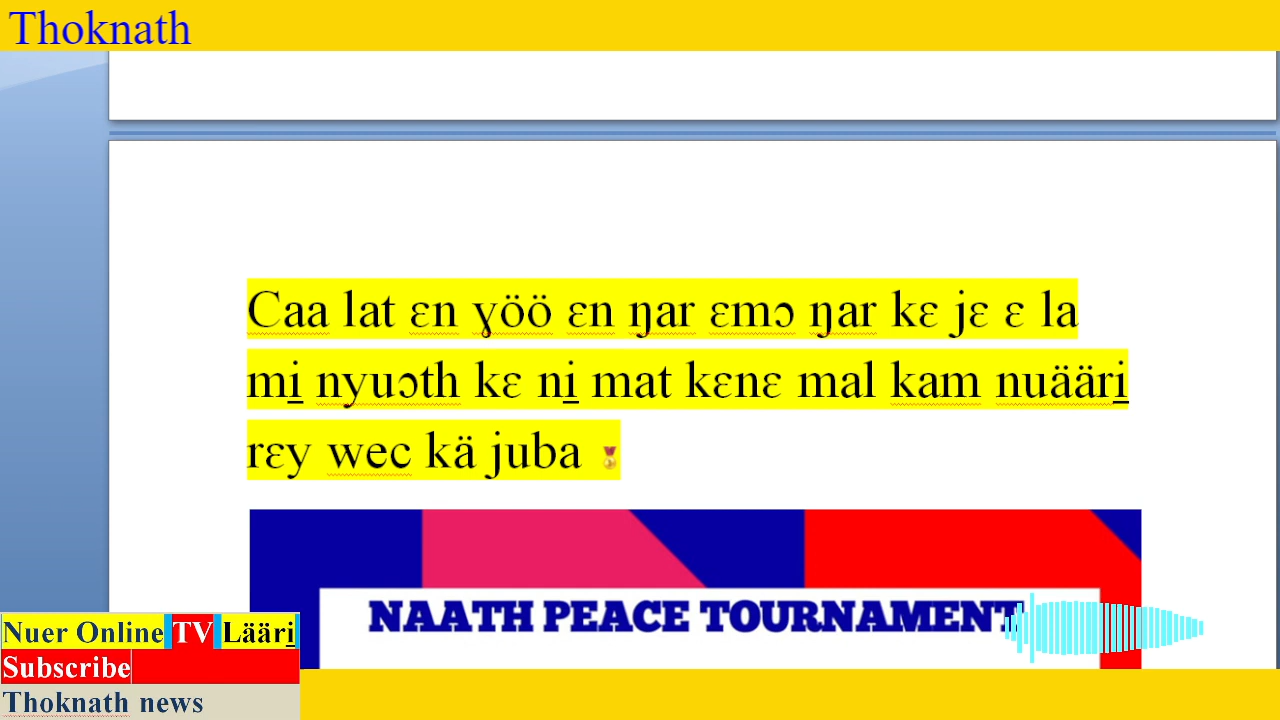 Thoknath
Caa lat ɛn ɣöö ɛn ŋar ɛmɔ ŋar kɛ jɛ ɛ la
mi̱ nyuɔth kɛ ni̱ mat kɛnɛ mal kam nuääri̱
rɛy wec kä juba 🏅
NAATH PEACE TOURNAMENT
Nuer Online TV Lääri̱
Subscribe
Thoknath news